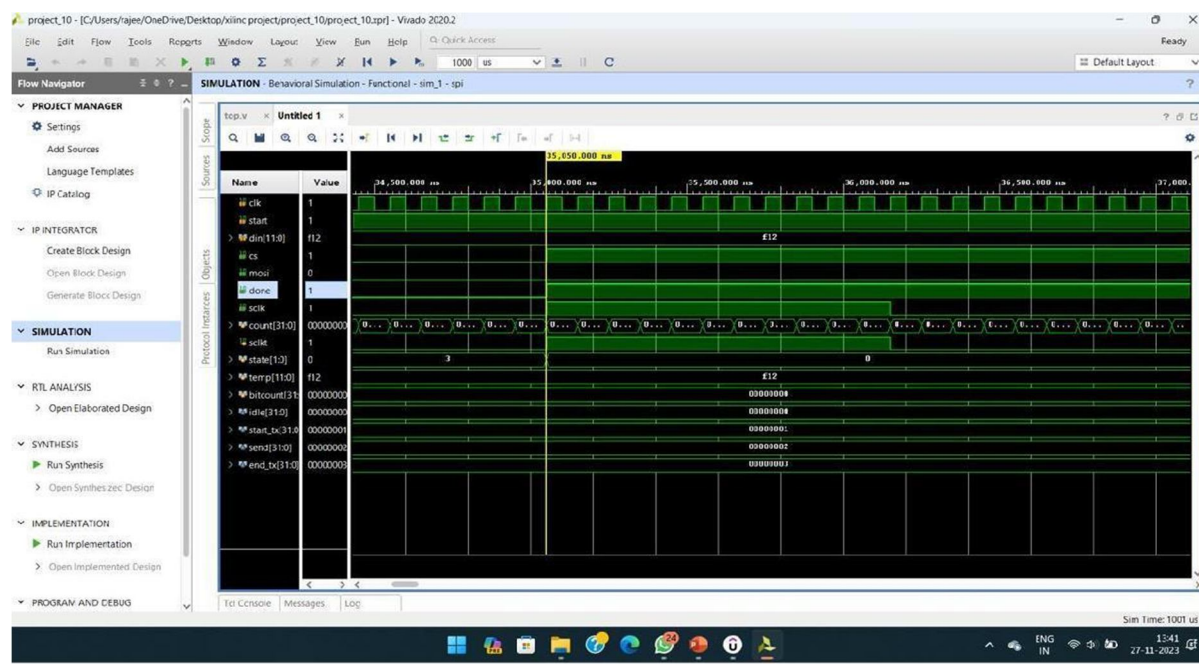 project_10 - [C:/Users/rajee/OneDrive/Desktop/xilinc project/project_10/project_10.xpr] - Vivado 2020.2
File Edit Flow Tools Reports Window Layout View Run Help Quick Access
Ready
1000 us
Default Layout
Flow Navigator
SIMULATION - Behavioral Simulation - Functional - sim_1 - spi
PROJECT MANAGER
Settings
Add Sources
Language Templates
IP Catalog
IP INTEGRATOR
Create Block Design
Open Block Design
Generate Block Design
SIMULATION
Run Simulation
RTL ANALYSIS
Open Elaborated Design
SYNTHESIS
Run Synthesis
Open Synthesized Design
IMPLEMENTATION
Run Implementation
Open Implemented Design
PROGRAM AND DEBUG
Scope
Sources
Objects
Protocol Instances
top.v Untitled 1
35,050.000 ns
Name Value 34,500.000 ns 35,000.000 ns 35,500.000 ns 36,000.000 ns 36,500.000 ns 37,000.
clk 1
start 1
din[11:0] f12 f12
cs 1
mosi 0
done 1
sclk 1
count[31:0] 00000000
sclkt 1
state[1:0] 0 3 0
temp[11:0] f12 f12
bitcount[31: 00000000 00000000
idle[31:0] 00000000 00000000
start_tx[31:0 00000001 00000001
send[31:0] 00000002 00000002
end_tx[31:0] 00000003 00000003
Tcl Console Messages Log
Sim Time: 1001 us
24
ENG
IN
13:41
27-11-2023